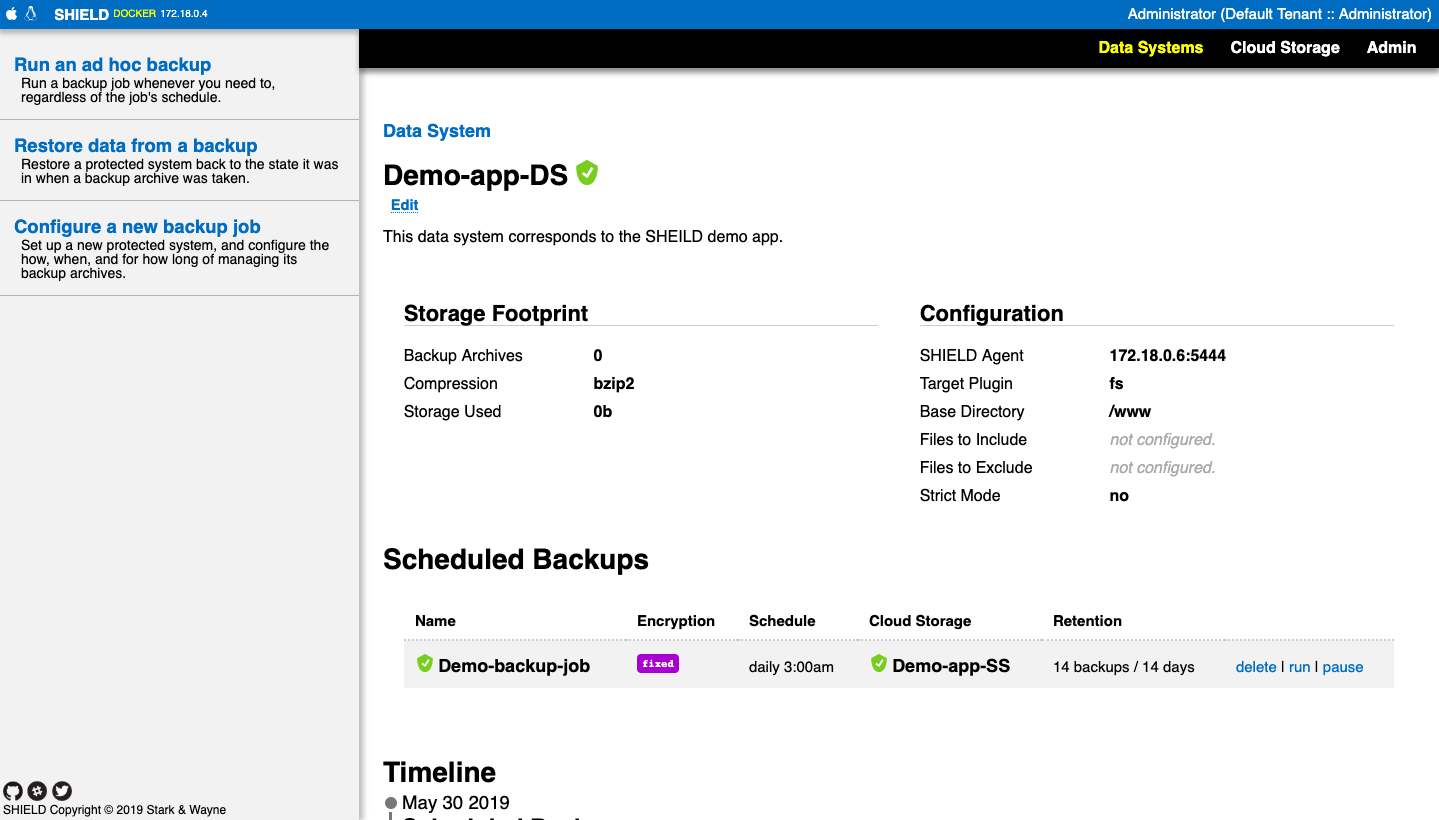 SHIELD DOCKER 172.18.0.4
Administrator (Default Tenant :: Administrator)
Data Systems Cloud Storage Admin
Run an ad hoc backup
Run a backup job whenever you need to,
regardless of the job's schedule.
Restore data from a backup
Restore a protected system back to the state it was
in when a backup archive was taken.
Configure a new backup job
Set up a new protected system, and configure the
how, when, and for how long of managing its
backup archives.
Data System
Demo-app-DS
Edit
This data system corresponds to the SHEILD demo app.
Storage Footprint
Backup Archives 0
Compression bzip2
Storage Used 0b
Configuration
SHIELD Agent 172.18.0.6:5444
Target Plugin fs
Base Directory /www
Files to Include not configured.
Files to Exclude not configured.
Strict Mode no
Scheduled Backups
Name Encryption Schedule Cloud Storage Retention
Demo-backup-job fixed daily 3:00am Demo-app-SS 14 backups / 14 days delete | run | pause
Timeline
May 30 2019
SHIELD Copyright © 2019 Stark & Wayne